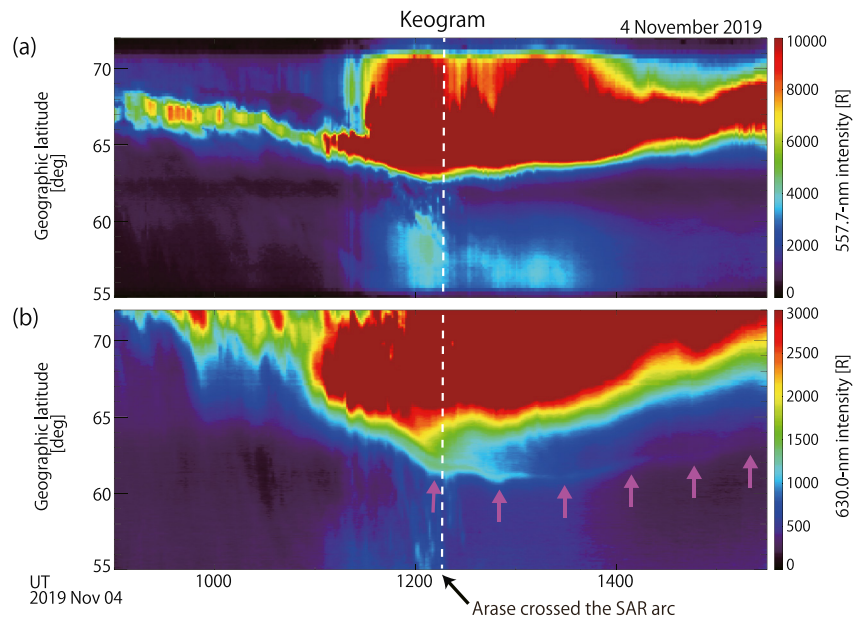 Keogram
4 November 2019
(a)
70
65
60
55
Geographic latitude
[deg]
10000
8000
6000
4000
2000
0
557.7-nm intensity [R]
(b)
70
65
60
55
Geographic latitude
[deg]
3000
2500
2000
1500
1000
500
0
630.0-nm intensity [R]
UT
1000
1200
1400
2019 Nov 04
Arase crossed the SAR arc